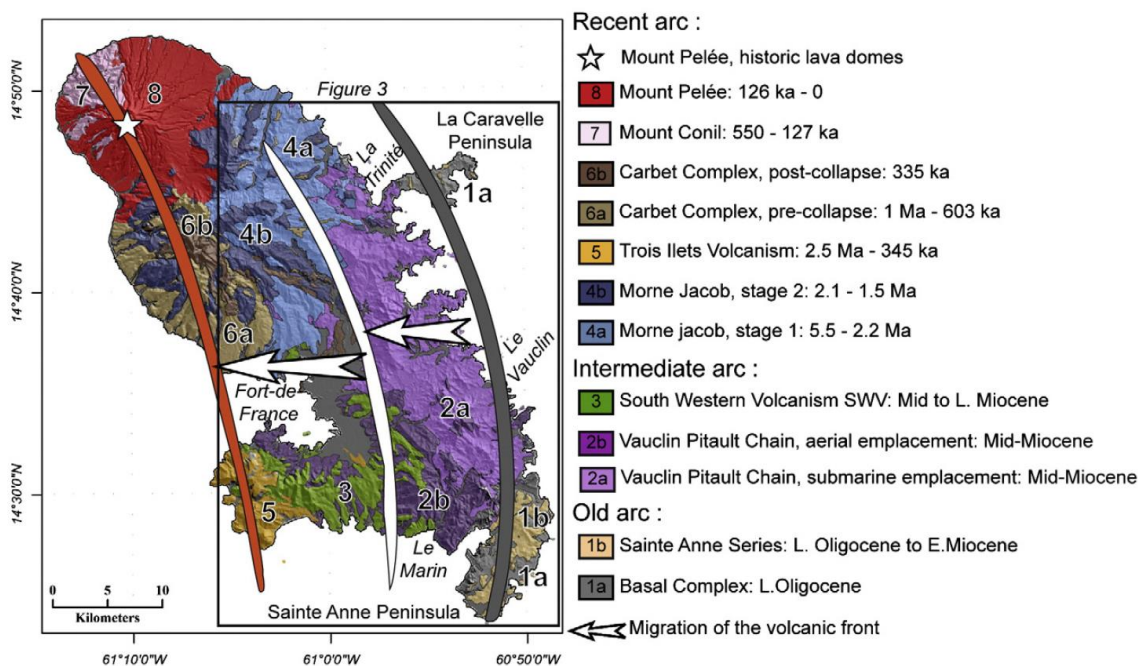 14°50'0"N
14°40'0"N
14°30'0"N
61°10'0"W
61°00'0"W
60°50'0"W
7
8
Figure 3
La Caravelle
Peninsula
4a
La
Trinité
1a
6b
4b
6a
Le
Vauclin
Fort-de
France
2a
3
2b
5
1b
Le
Marin
1a
Sainte Anne Peninsula
10 0 10
Kilometers
Recent arc :
Mount Pelée, historic lava domes
8 Mount Pelée: 126 ka - 0
7 Mount Conil: 550 - 127 ka
6b Carbet Complex, post-collapse: 335 ka
6a Carbet Complex, pre-collapse: 1 Ma - 603 ka
5 Trois Ilets Volcanism: 2.5 Ma - 345 ka
4b Morne Jacob, stage 2: 2.1 - 1.5 Ma
4a Morne jacob, stage 1: 5.5 - 2.2 Ma
Intermediate arc :
3 South Western Volcanism SWV: Mid to L. Miocene
2b Vauclin Pitault Chain, aerial emplacement: Mid-Miocene
2a Vauclin Pitault Chain, submarine emplacement: Mid-Miocene
Old arc :
1b Sainte Anne Series: L. Oligocene to E.Miocene
1a Basal Complex: L.Oligocene
Migration of the volcanic front